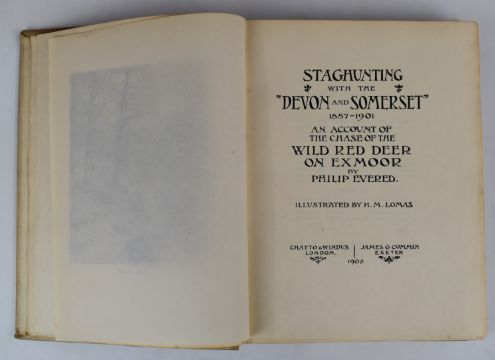 STAGHUNTING
WITH THE
"DEVON AND SOMERSET"
1887-1901
AN ACCOUNT OF
THE CHASE OF THE
WILD RED DEER
ON EXMOOR
BY
PHILIP EVERED.
ILLUSTRATED BY H. M. LOMAS
CHATTO & WINDUS
LONDON.
JAMES G COMMIN
EXETER
1902